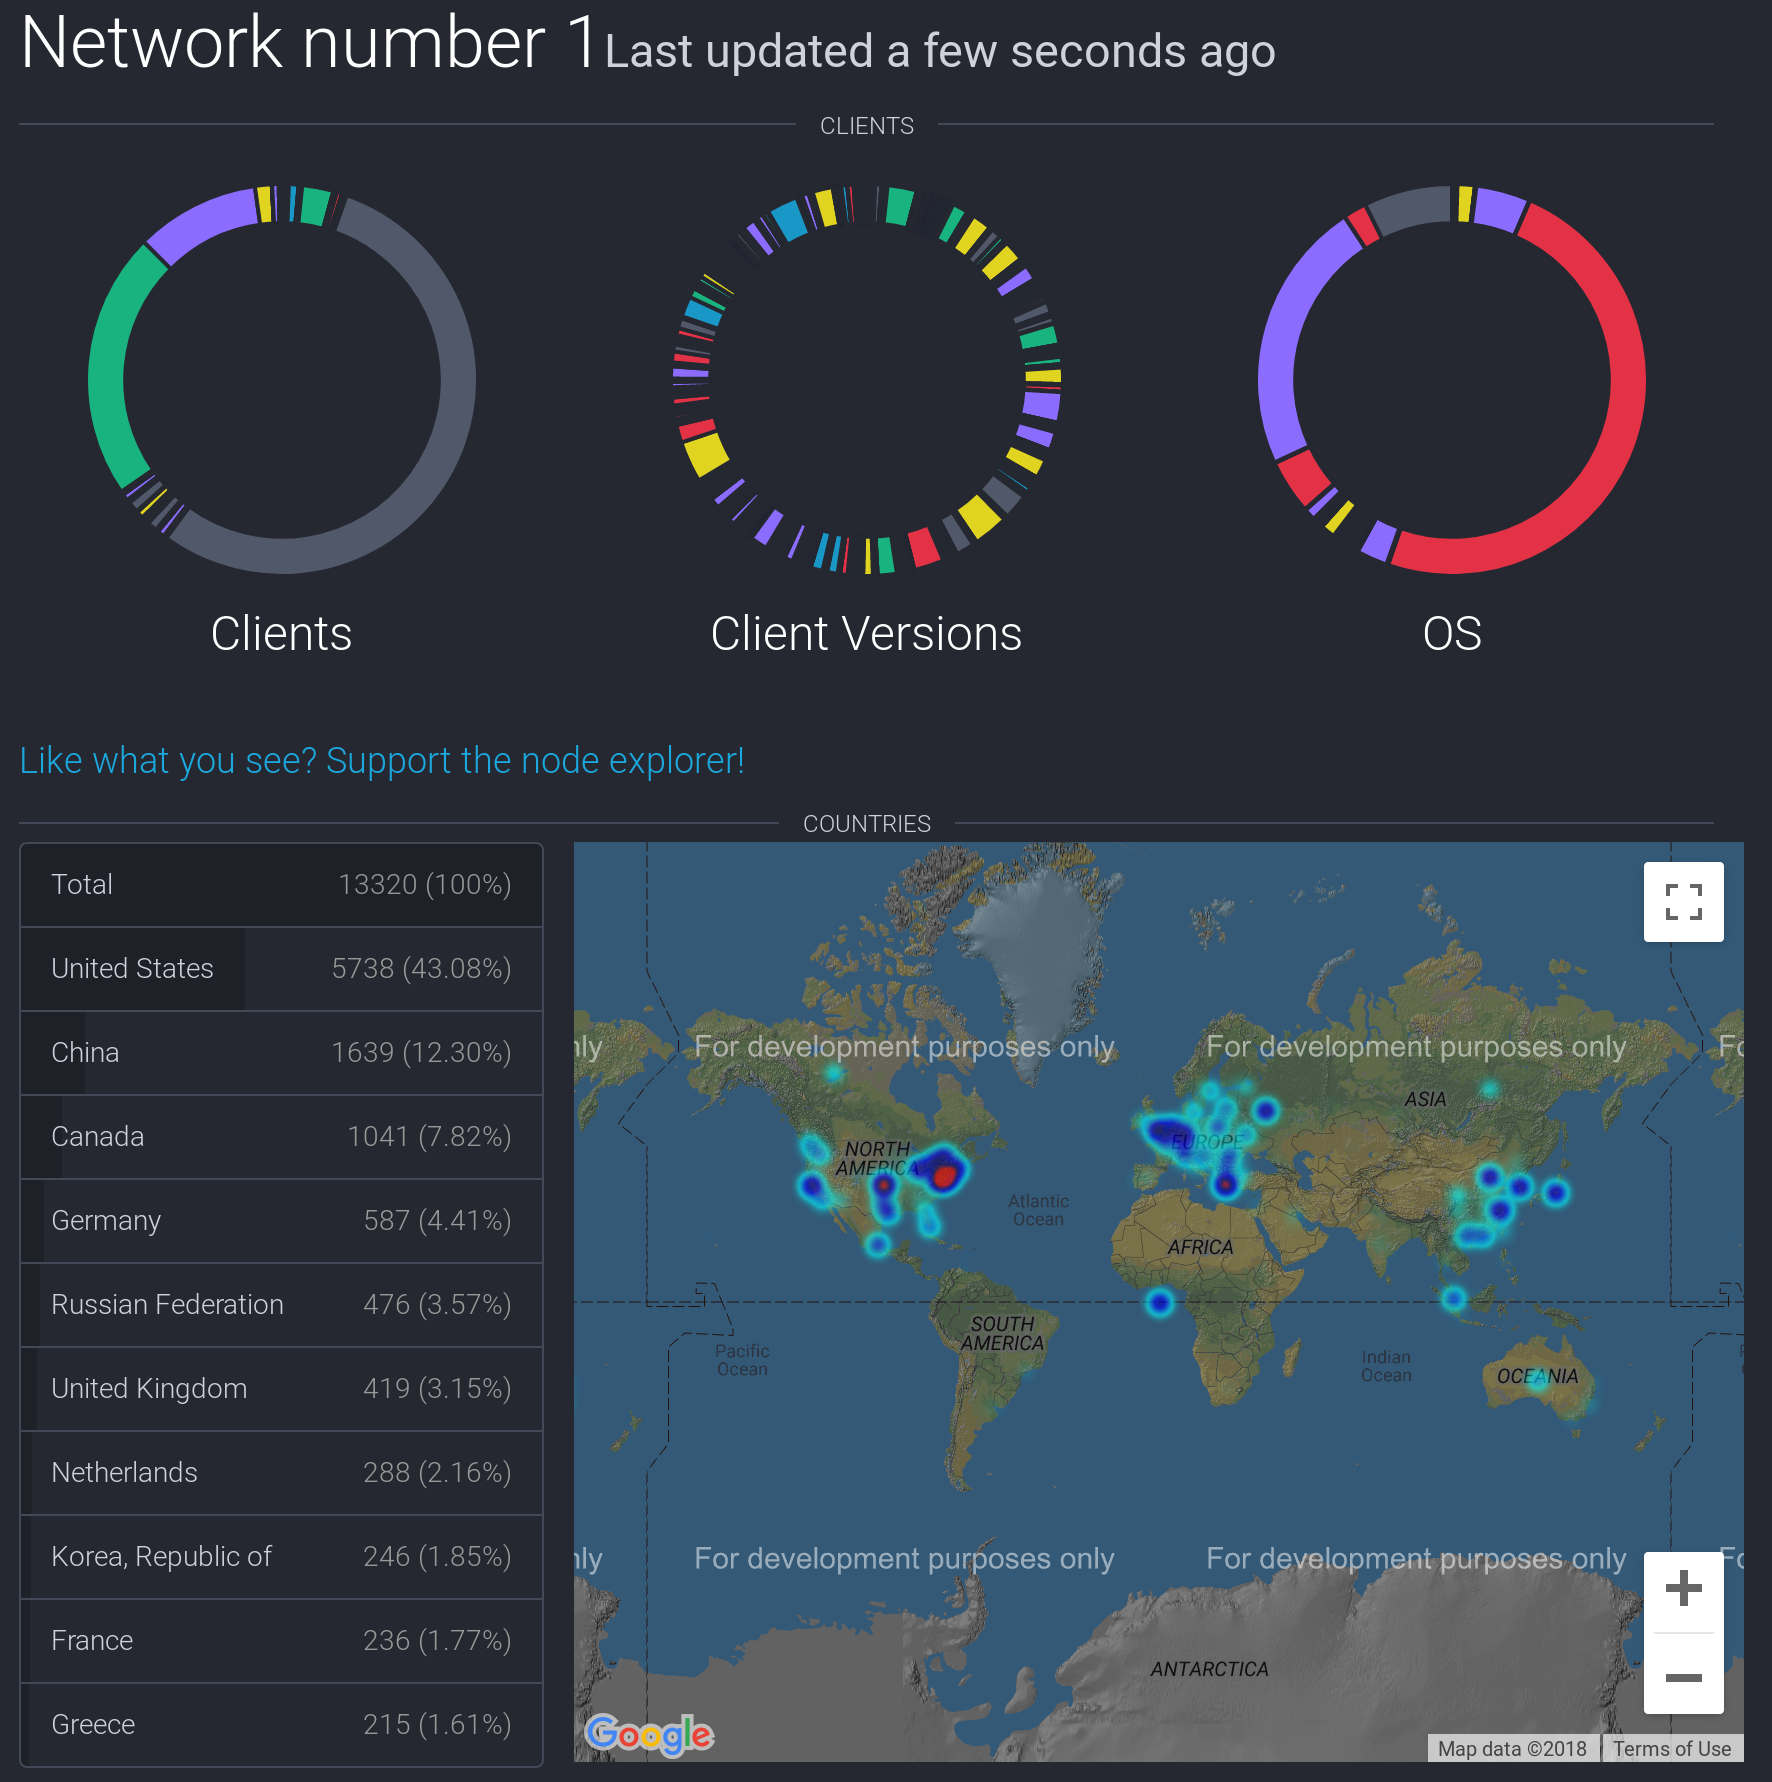 Network number 1 Last updated a few seconds ago
CLIENTS
Clients
Client Versions
OS
Like what you see? Support the node explorer!
COUNTRIES
Total 13320 (100%)
United States 5738 (43.08%)
China 1639 (12.30%)
Canada 1041 (7.82%)
Germany 587 (4.41%)
Russian Federation 476 (3.57%)
United Kingdom 419 (3.15%)
Netherlands 288 (2.16%)
Korea, Republic of 246 (1.85%)
France 236 (1.77%)
Greece 215 (1.61%)
nly For development purposes only For development purposes only Fo
ASIA
EUROPE
NORTH
AMERICA
Atlantic
Ocean
AFRICA
SOUTH
AMERICA
Pacific
Ocean
Indian
Ocean
OCEANIA
nly For development purposes only For development purposes only Fo
ANTARCTICA
Google
Map data ©2018 Terms of Use